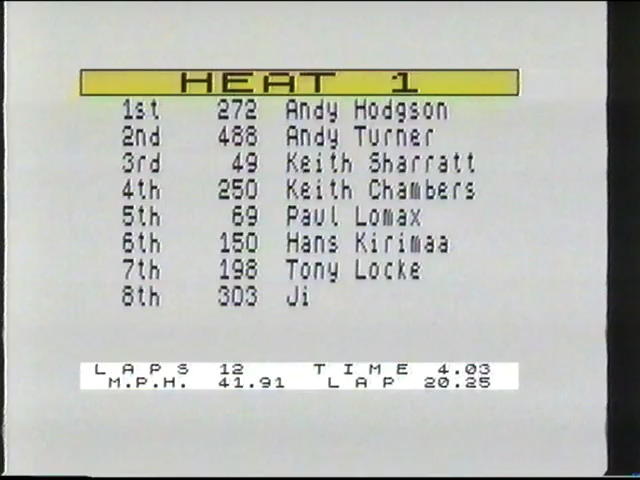 HEAT 1
1st 272 Andy Hodgson
2nd 488 Andy Turner
3rd 49 Keith Sharratt
4th 250 Keith Chambers
5th 69 Paul Lomax
6th 150 Hans Kirimaa
7th 198 Tony Locke
8th 303 Ji
LAPS 12 TIME 4.03
M.P.H. 41.91 LAP 20.25